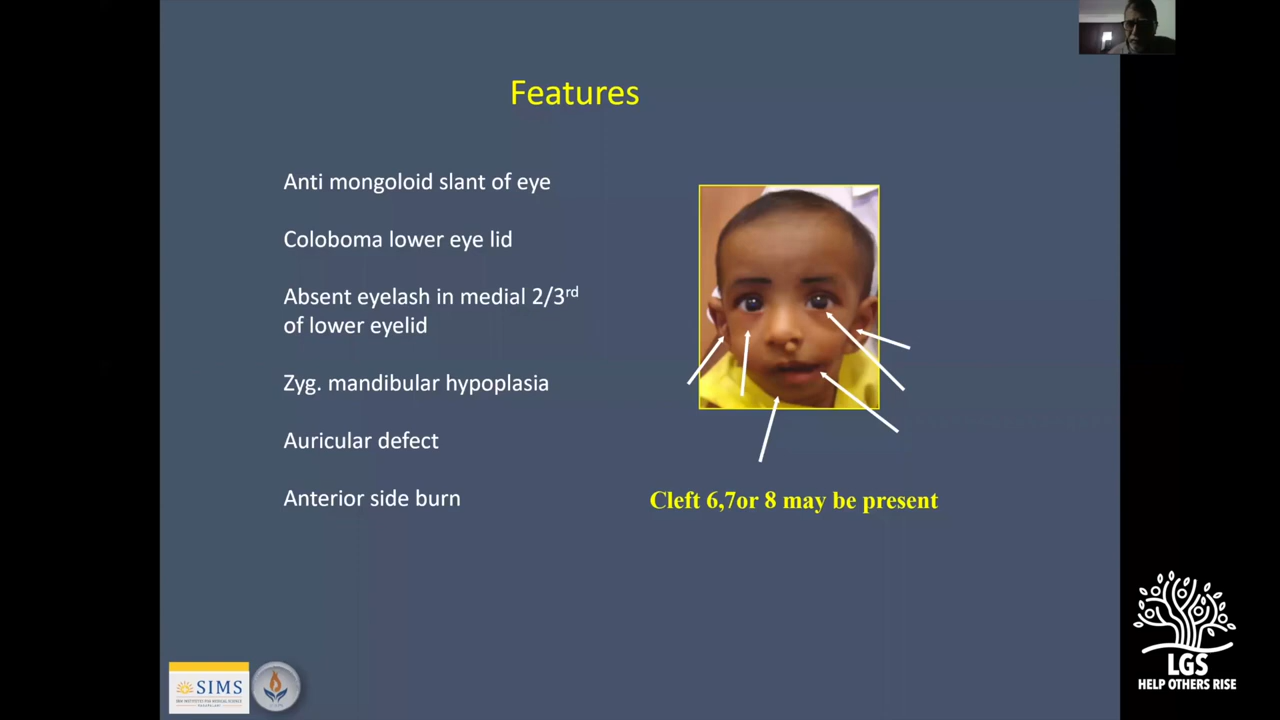 Features
Anti mongoloid slant of eye
Coloboma lower eye lid
Absent eyelash in medial 2/3rd
of lower eyelid
Zyg. mandibular hypoplasia
Auricular defect
Anterior side burn
Cleft 6,7or 8 may be present
SIMS
LGS
HELP OTHERS RISE